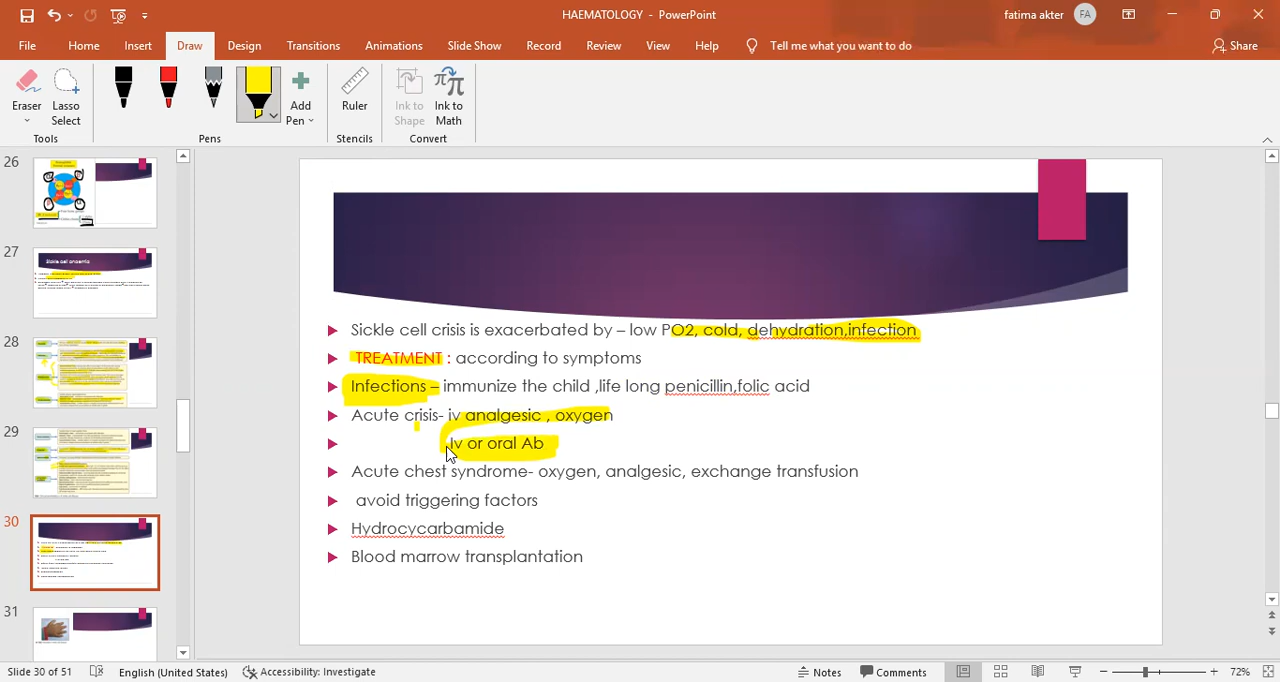 HAEMATOLOGY - PowerPoint
fatima akter FA
File Home Insert Draw Design Transitions Animations Slide Show Record Review View Help Tell me what you want to do Share
Eraser Lasso Select Add Pen Ruler Ink to Shape Ink to Math
Tools Pens Stencils Convert
26
27
Sickle cell anaemia
28
29
30
31
Sickle cell crisis is exacerbated by – low PO2, cold, dehydration,infection
TREATMENT : according to symptoms
Infections – immunize the child ,life long penicillin,folic acid
Acute crisis- iv analgesic , oxygen
Iv or oral Ab
Acute chest syndrome oxygen, analgesic, exchange transfusion
avoid triggering factors
Hydrocycarbamide
Blood marrow transplantation
Slide 30 of 51 English (United States) Accessibility: Investigate Notes Comments 72%